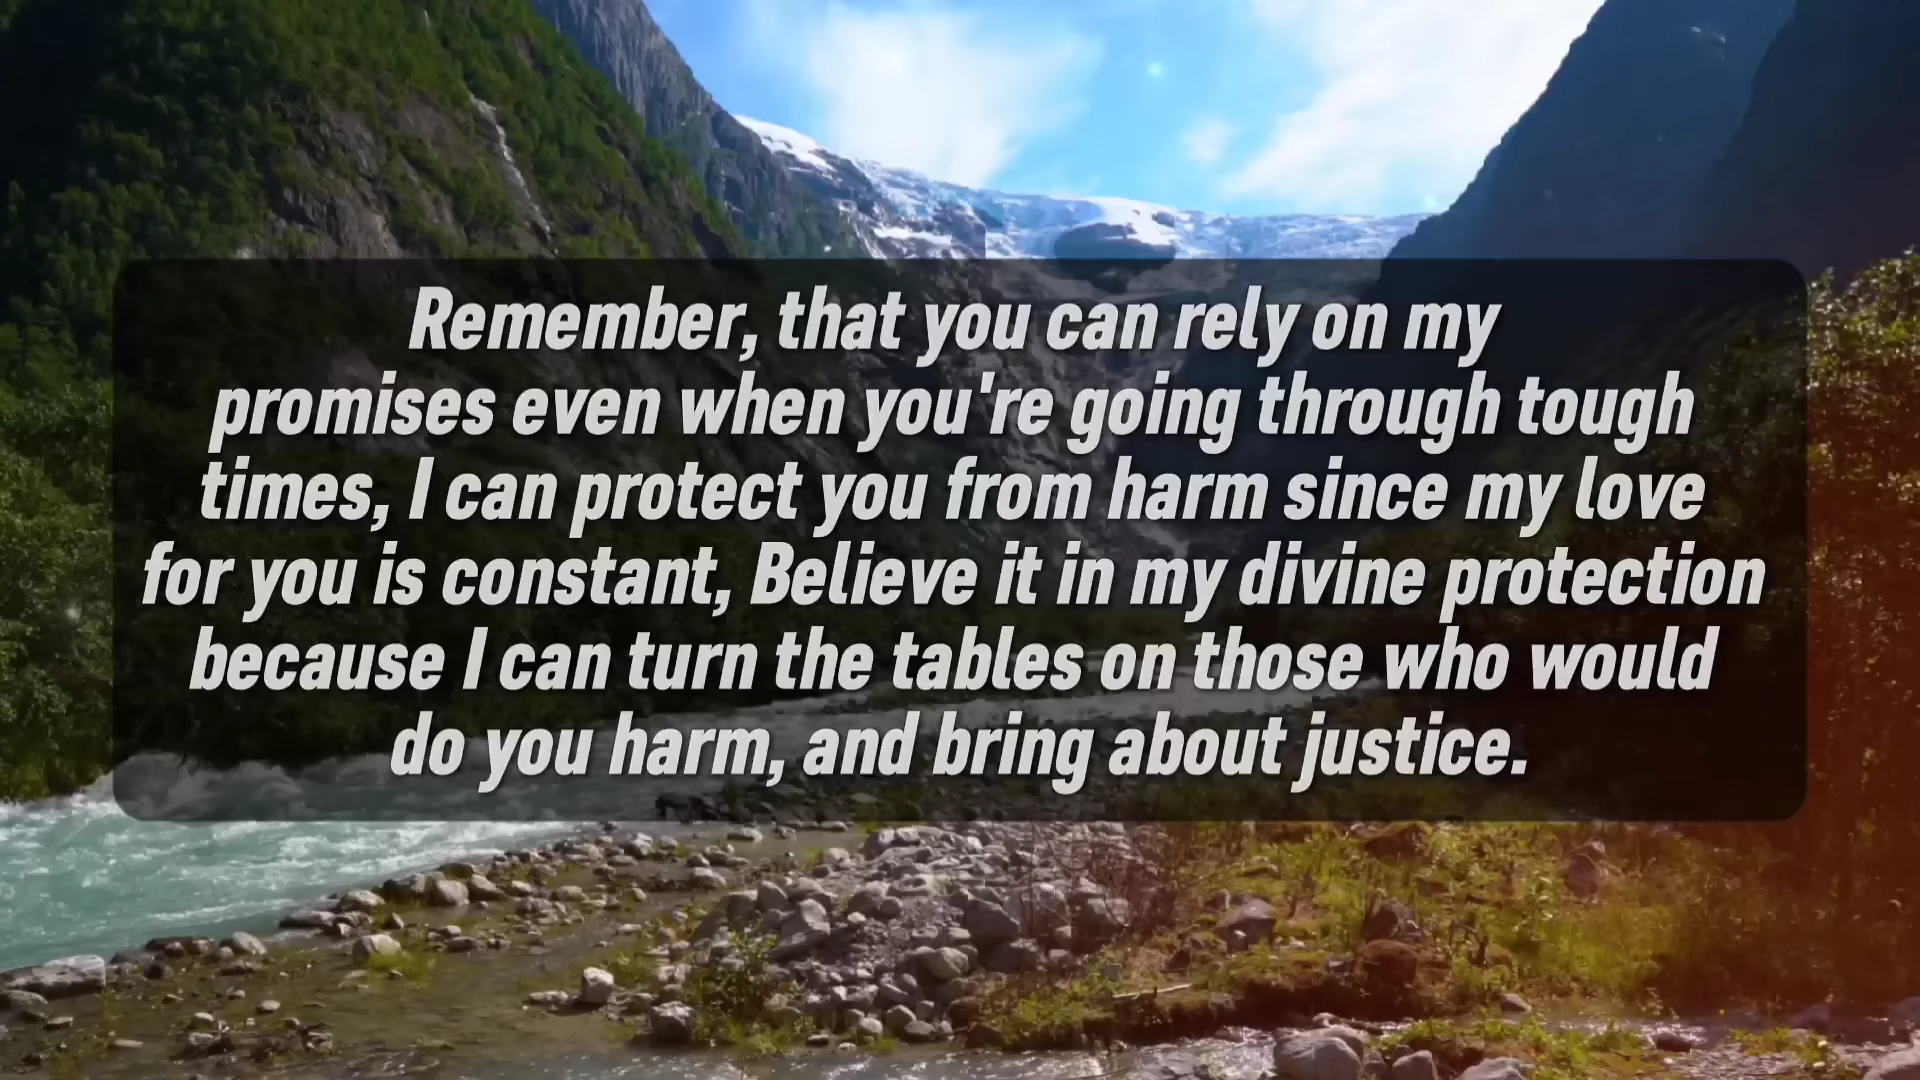 Remember, that you can rely on my
promises even when you're going through tough
times, I can protect you from harm since my love
for you is constant, Believe it in my divine protection
because I can turn the tables on those who would
do you harm, and bring about justice.